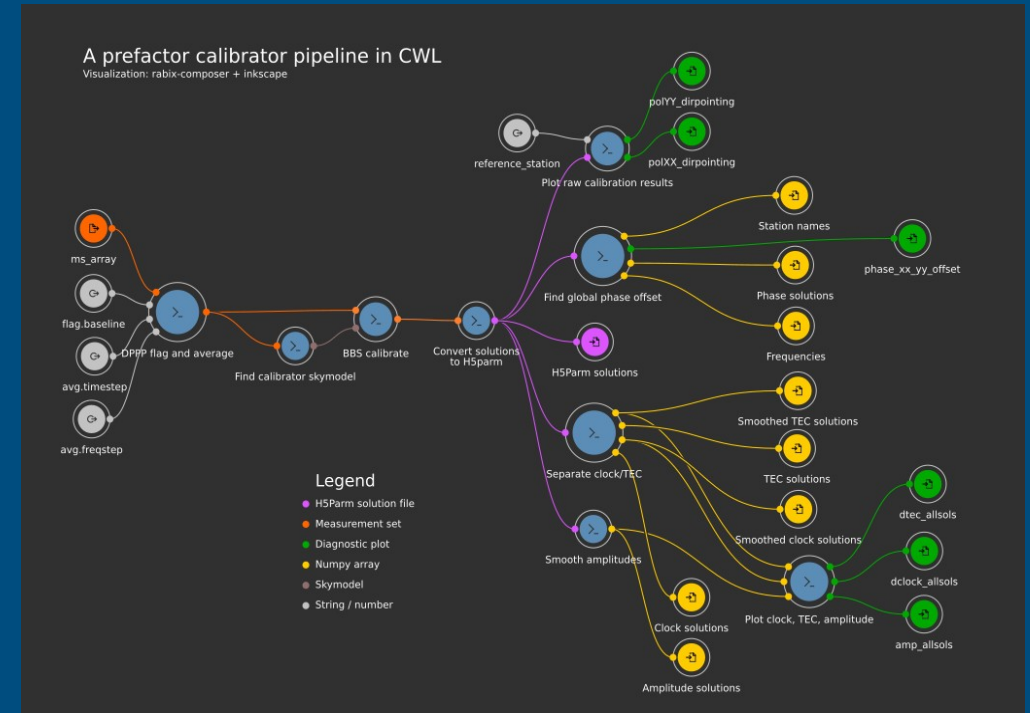 A prefactor calibrator pipeline in CWL
Visualization: rabix-composer + inkscape
polYY_dirpointing
reference_station
polXX_dirpointing
Plot raw calibration results
Station names
ms_array
phase_xx_yy_offset
Find global phase offset
Phase solutions
flag.baseline
DPPP flag and average
BBS calibrate
Convert solutions
to H5parm
Frequencies
H5Parm solutions
Find calibrator skymodel
avg.timestep
Smoothed TEC solutions
avg.freqstep
Separate clock/TEC
TEC solutions
Legend
H5Parm solution file
Measurement set
Diagnostic plot
Numpy array
Skymodel
String / number
dtec_allsols
Smoothed clock solutions
Smooth amplitudes
dclock_allsols
Plot clock, TEC, amplitude
Clock solutions
amp_allsols
Amplitude solutions